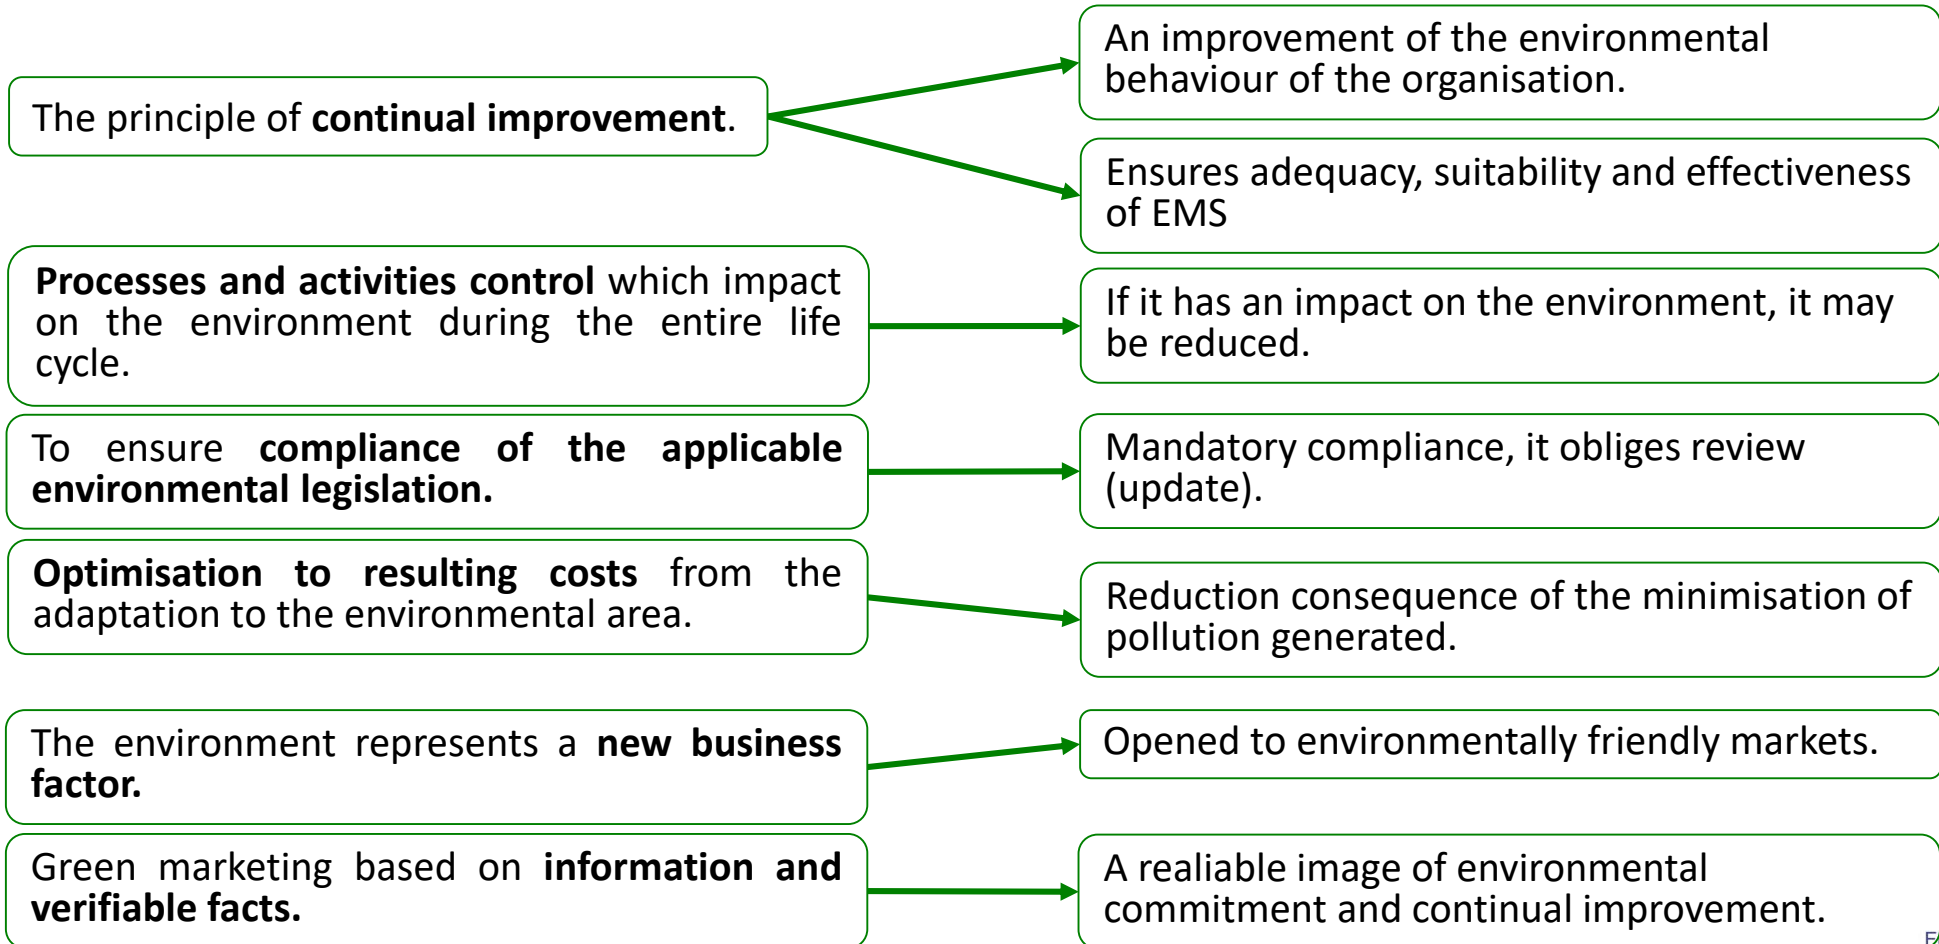 An improvement of the environmental
behaviour of the organisation.
The principle of continual improvement.
Ensures adequacy, suitability and effectiveness
of EMS
Processes and activities control which impact
on the environment during the entire life
cycle.
If it has an impact on the environment, it may
be reduced.
To ensure compliance of the applicable
environmental legislation.
Mandatory compliance, it obliges review
(update).
Optimisation to resulting costs from the
adaptation to the environmental area.
Reduction consequence of the minimisation of
pollution generated.
The environment represents a new business
factor.
Opened to environmentally friendly markets.
Green marketing based on information and
verifiable facts.
A realiable image of environmental
commitment and continual improvement.